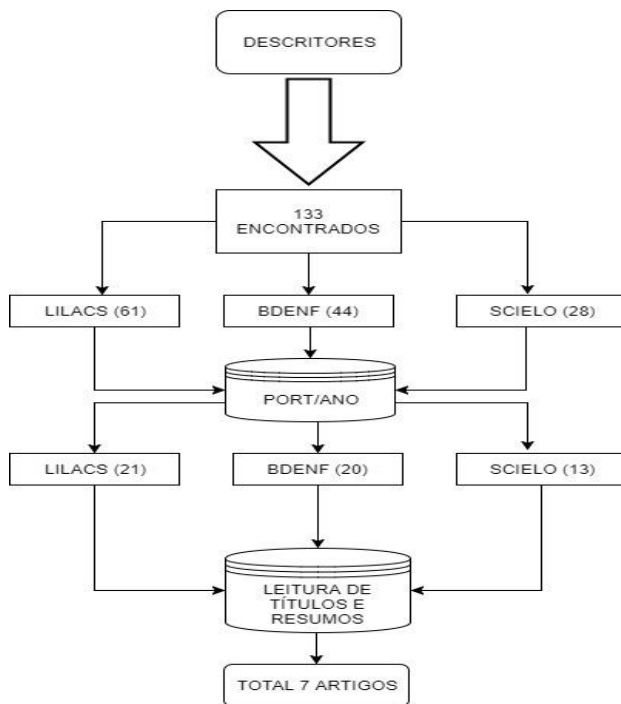 DESCRITORES
133
ENCONTRADOS
LILACS (61)
BDENF (44)
SCIELO (28)
PORT/ANO
LILACS (21)
BDENF (20)
SCIELO (13)
LEITURA DE
TÍTULOS E
RESUMOS
TOTAL 7 ARTIGOS